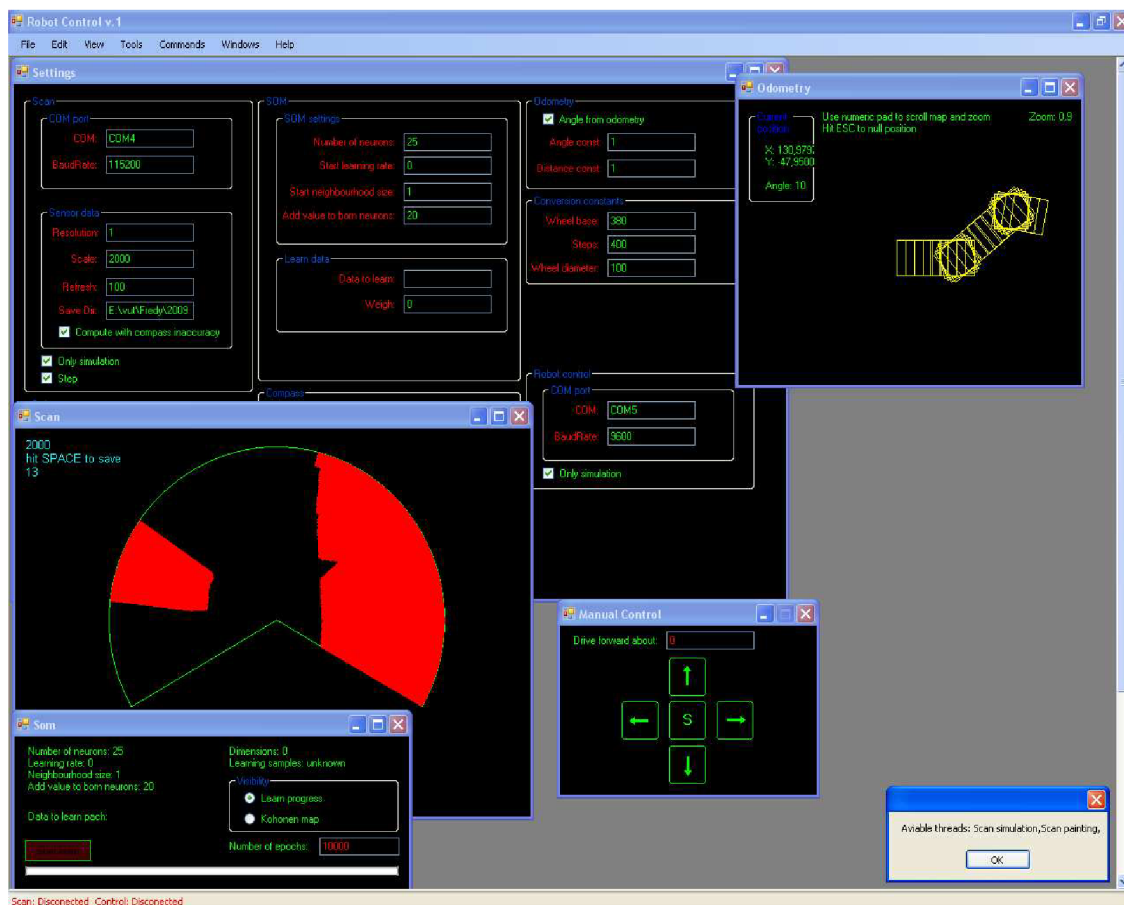 Robot Control v.1
File Edit View Tools Commands Windows Help
Settings
Scan
COM port
COM: COM4
BaudRate: 115200
Sensor data
Resolution: 1
Scale: 2000
Refresh: 100
Save Dir: E:\vut\Fredy\2009
Compute with compass inaccuracy
Only simulation
Step
SOM
SOM settings
Number of neurons: 25
Start learning rate: 0
Start neighbourhood size: 1
Add value to born neurons: 20
Learn data
Data to learn:
Weigh: 0
Compass
Odometry
Angle from odometry
Angle const: 1
Distance const: 1
Conversion constants
Wheel base: 380
Steps: 400
Wheel diameter: 100
Robot control
COM port
COM: COM5
BaudRate: 9600
Only simulation
Odometry
Current position
X: 130,979
Y: -47,9500
Angle: 10
Use numeric pad to scroll map and zoom
Hit ESC to null position
Zoom: 0,9
Scan
2000
hit SPACE to save
13
Manual Control
Drive forward about: 0
S
Som
Number of neurons: 25
Learning rate: 0
Neighbourhood size: 1
Add value to born neurons: 20
Data to learn pach:
Dimensions: 0
Learning samples: unknown
Visibility
Learn progress
Kohonen map
Number of epochs: 10000
Aviable threads: Scan simulation,Scan painting,
OK
Scan: Disconected Control: Disconected